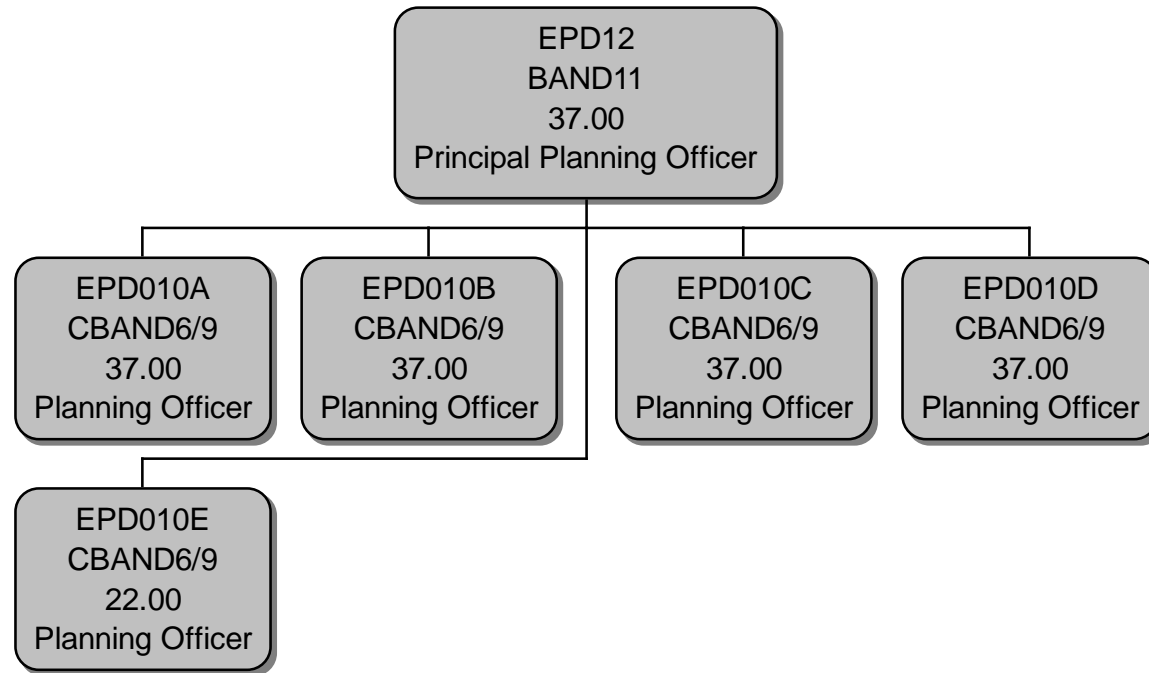 EPD12
BAND11
37.00
Principal Planning Officer
EPD010A
CBAND6/9
37.00
Planning Officer
EPD010B
CBAND6/9
37.00
Planning Officer
EPD010C
CBAND6/9
37.00
Planning Officer
EPD010D
CBAND6/9
37.00
Planning Officer
EPD010E
CBAND6/9
22.00
Planning Officer